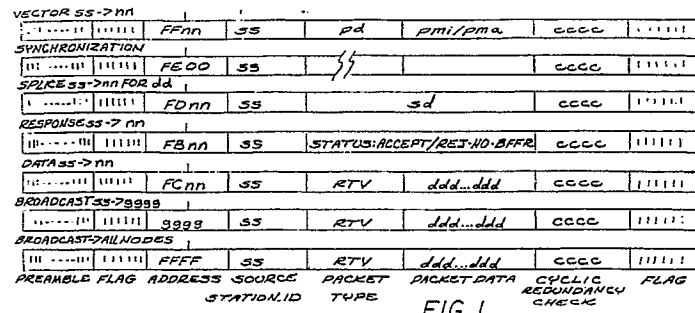 VECTOR ss->nn
FFnn ss pd pmi/pma cccc
SYNCHRONIZATION
FE00 ss cccc
SPLICE ss->nn FOR dd
FDnn ss sd cccc
RESPONSE ss->nn
FBnn ss STATUS:ACCEPT/REJ-NO-BFFR cccc
DATA ss->nn
FCnn ss RTV ddd...ddd cccc
BROADCAST ss->9999
9999 ss RTV ddd...ddd cccc
BROADCAST->ALL NODES
FFFF ss RTV ddd...ddd cccc
PREAMBLE FLAG ADDRESS SOURCE PACKET PACKET DATA CYCLIC FLAG
STATION.ID TYPE REDUNDANCY
CHECK
FIG 1